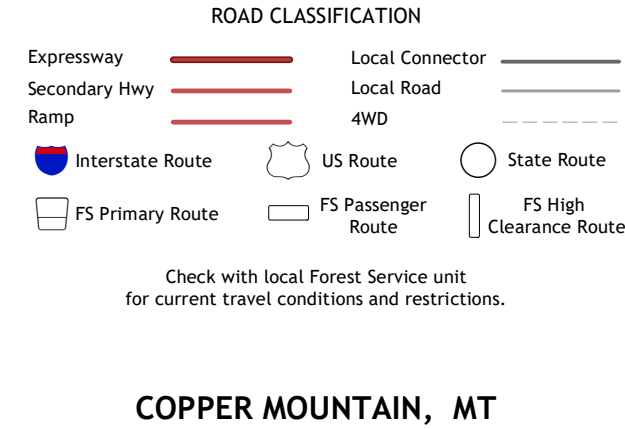 ROAD CLASSIFICATION
Expressway
Local Connector
Secondary Hwy
Local Road
Ramp
4WD
Interstate Route
US Route
State Route
FS Primary Route
FS Passenger
Route
FS High
Clearance Route
Check with local Forest Service unit
for current travel conditions and restrictions.
COPPER MOUNTAIN, MT